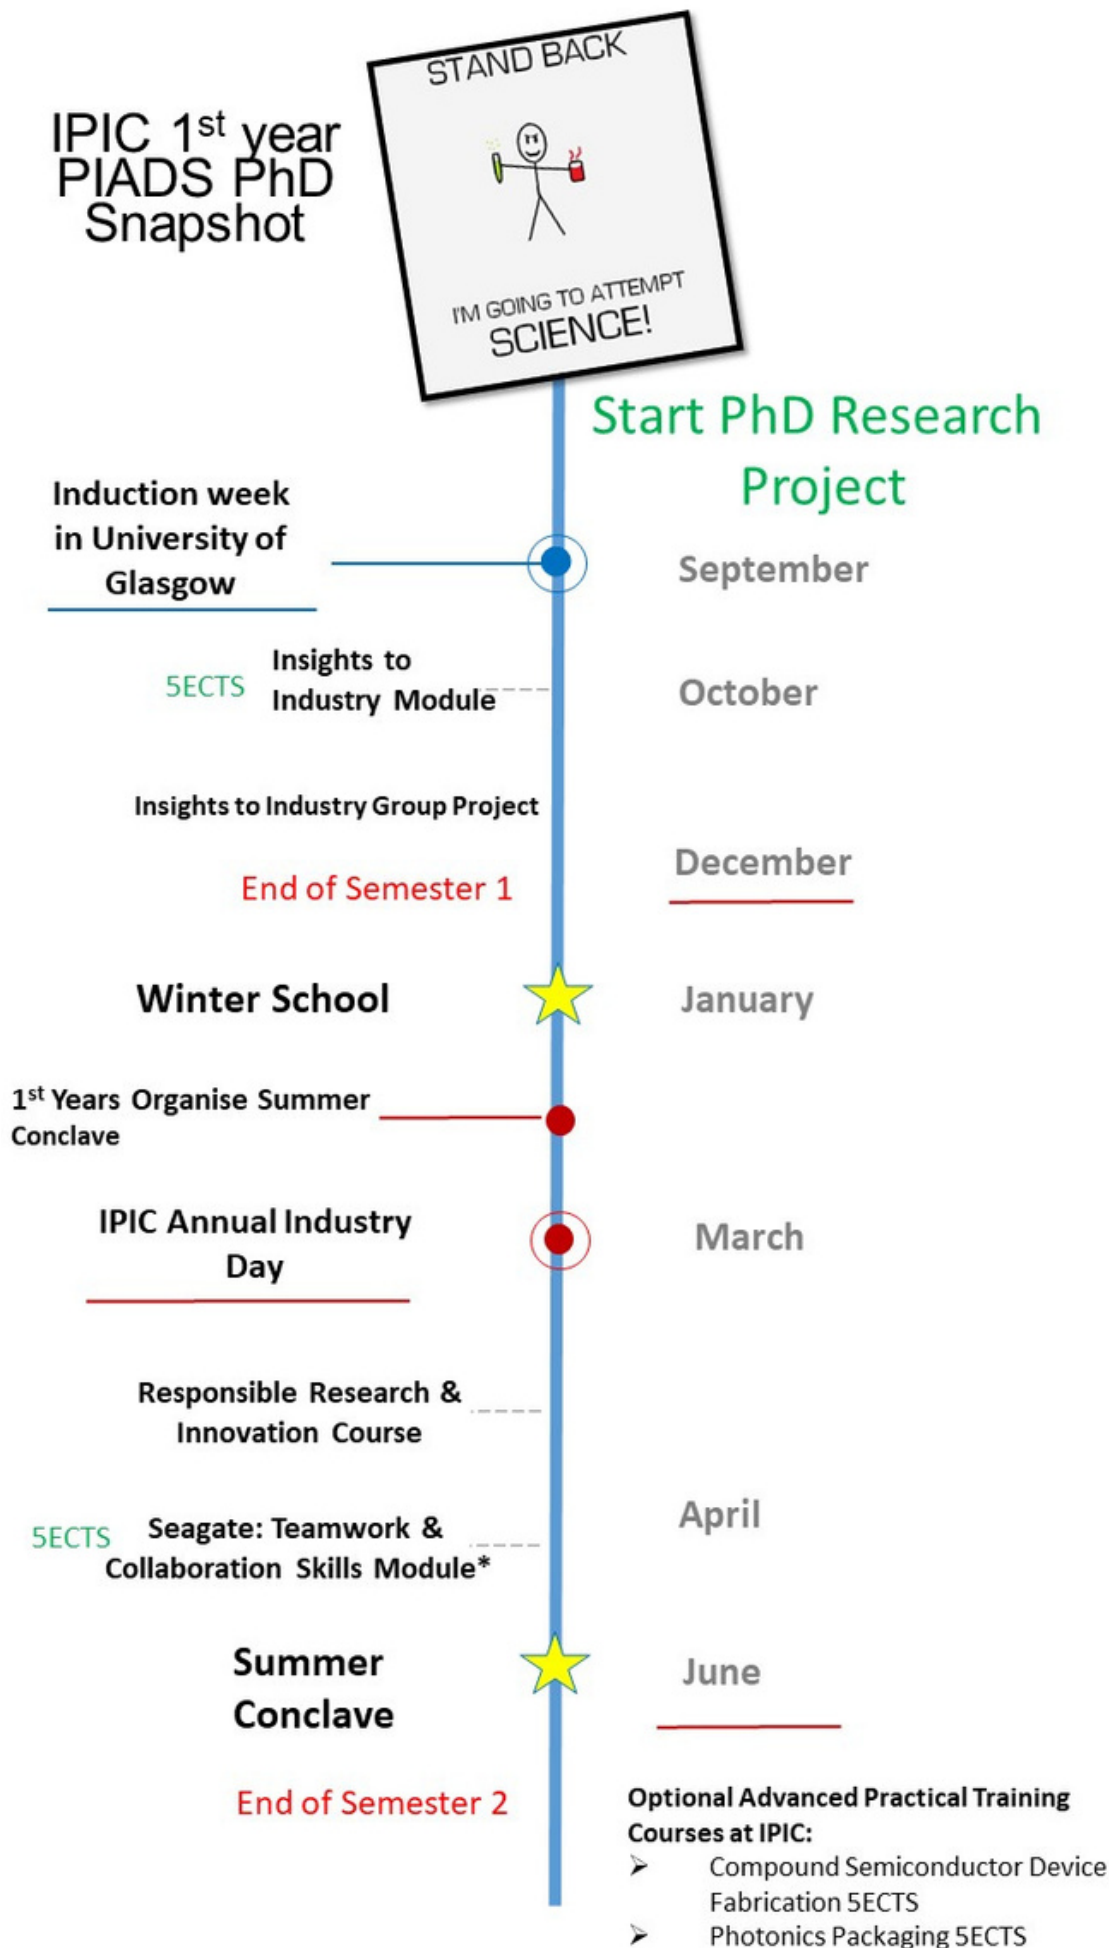 STAND BACK
I'M GOING TO ATTEMPT
SCIENCE!
IPIC 1st year
PIADS PhD
Snapshot
Start PhD Research
Project
Induction week
in University of
Glasgow
September
5ECTS
Insights to
Industry Module
October
Insights to Industry Group Project
December
End of Semester 1
Winter School
January
1st Years Organise Summer
Conclave
IPIC Annual Industry
Day
March
Responsible Research &
Innovation Course
April
5ECTS
Seagate: Teamwork &
Collaboration Skills Module*
Summer
Conclave
June
End of Semester 2
Optional Advanced Practical Training
Courses at IPIC:
Compound Semiconductor Device
Fabrication 5ECTS
Photonics Packaging 5ECTS